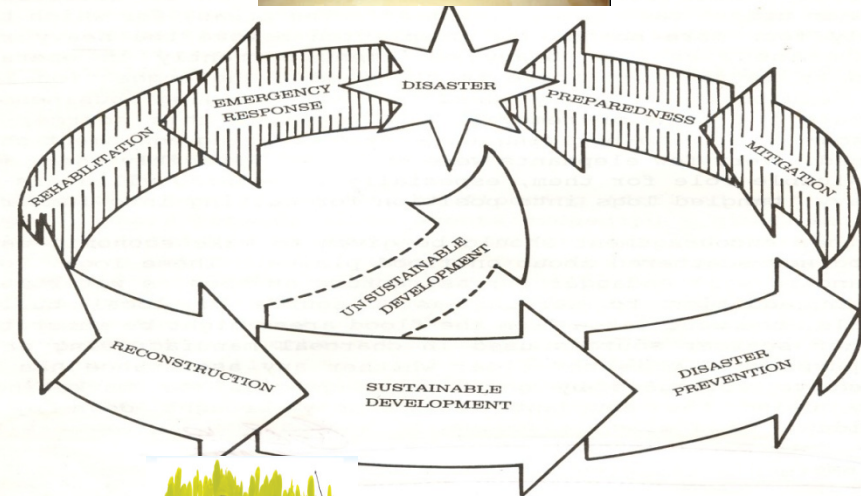 DISASTER
EMERGENCY
RESPONSE
PREPAREDNESS
REHABILITATION
MITIGATION
UNSUSTAINABLE
DEVELOPMENT
RECONSTRUCTION
SUSTAINABLE
DEVELOPMENT
DISASTER
PREVENTION